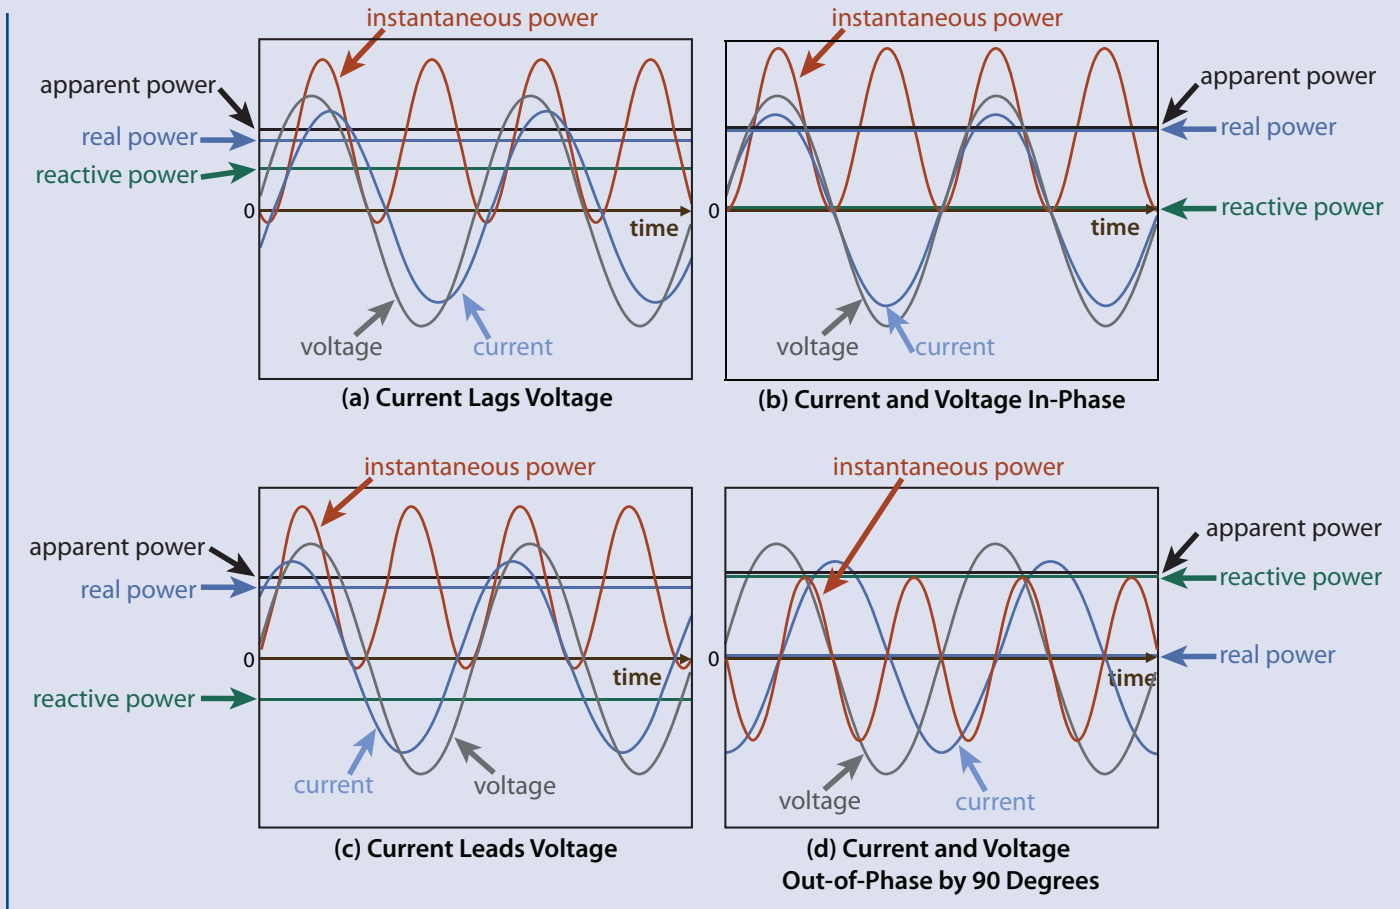 instantaneous power
apparent power
real power
reactive power
0
time
voltage
current
(a) Current Lags Voltage
instantaneous power
apparent power
real power
reactive power
0
time
voltage
current
(b) Current and Voltage In-Phase
instantaneous power
apparent power
real power
0
time
reactive power
current
voltage
(c) Current Leads Voltage
instantaneous power
apparent power
reactive power
0
real power
time
voltage
current
(d) Current and Voltage
Out-of-Phase by 90 Degrees